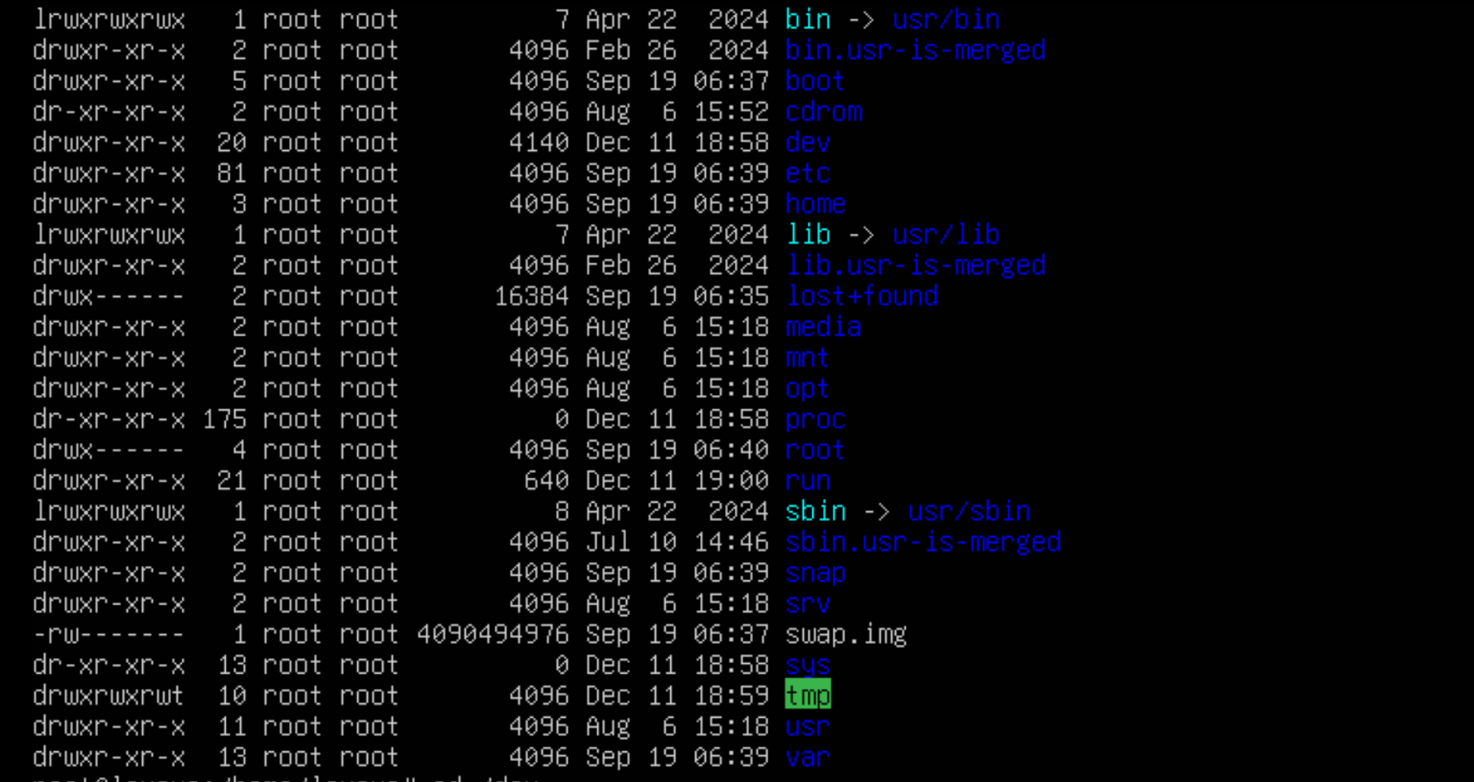 lrwxrwxrwx   1 root root          7 Apr 22  2024 bin -> usr/bin
drwxr-xr-x   2 root root       4096 Feb 26  2024 bin.usr-is-merged
drwxr-xr-x   5 root root       4096 Sep 19 06:37 boot
dr-xr-xr-x   2 root root       4096 Aug  6 15:52 cdrom
drwxr-xr-x  20 root root       4140 Dec 11 18:58 dev
drwxr-xr-x  81 root root       4096 Sep 19 06:39 etc
drwxr-xr-x   3 root root       4096 Sep 19 06:39 home
lrwxrwxrwx   1 root root          7 Apr 22  2024 lib -> usr/lib
drwxr-xr-x   2 root root       4096 Feb 26  2024 lib.usr-is-merged
drwx------   2 root root      16384 Sep 19 06:35 lost+found
drwxr-xr-x   2 root root       4096 Aug  6 15:18 media
drwxr-xr-x   2 root root       4096 Aug  6 15:18 mnt
drwxr-xr-x   2 root root       4096 Aug  6 15:18 opt
dr-xr-xr-x 175 root root          0 Dec 11 18:58 proc
drwx------   4 root root       4096 Sep 19 06:40 root
drwxr-xr-x  21 root root        640 Dec 11 19:00 run
lrwxrwxrwx   1 root root          8 Apr 22  2024 sbin -> usr/sbin
drwxr-xr-x   2 root root       4096 Jul 10 14:46 sbin.usr-is-merged
drwxr-xr-x   2 root root       4096 Sep 19 06:39 snap
drwxr-xr-x   2 root root       4096 Aug  6 15:18 srv
-rw-------   1 root root 4090494976 Sep 19 06:37 swap.img
dr-xr-xr-x  13 root root          0 Dec 11 18:58 sys
drwxrwxrwt  10 root root       4096 Dec 11 18:59 tmp
drwxr-xr-x  11 root root       4096 Aug  6 15:18 usr
drwxr-xr-x  13 root root       4096 Sep 19 06:39 var